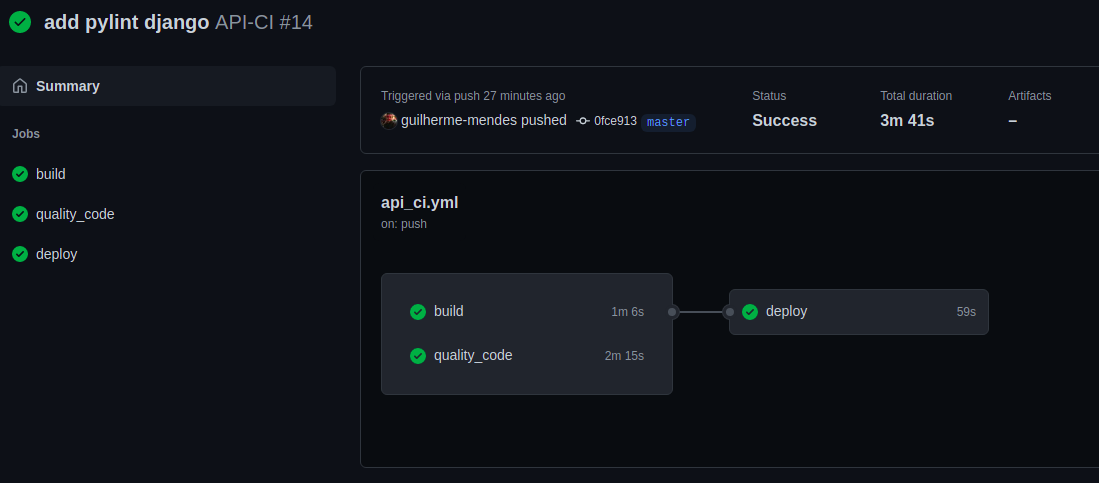 add pylint django API-CI #14
Summary
Jobs
build
quality_code
deploy
Triggered via push 27 minutes ago
guilherme-mendes pushed 0fce913 master
Status
Success
Total duration
3m 41s
Artifacts
–
api_ci.yml
on: push
build 1m 6s
quality_code 2m 15s
deploy 59s